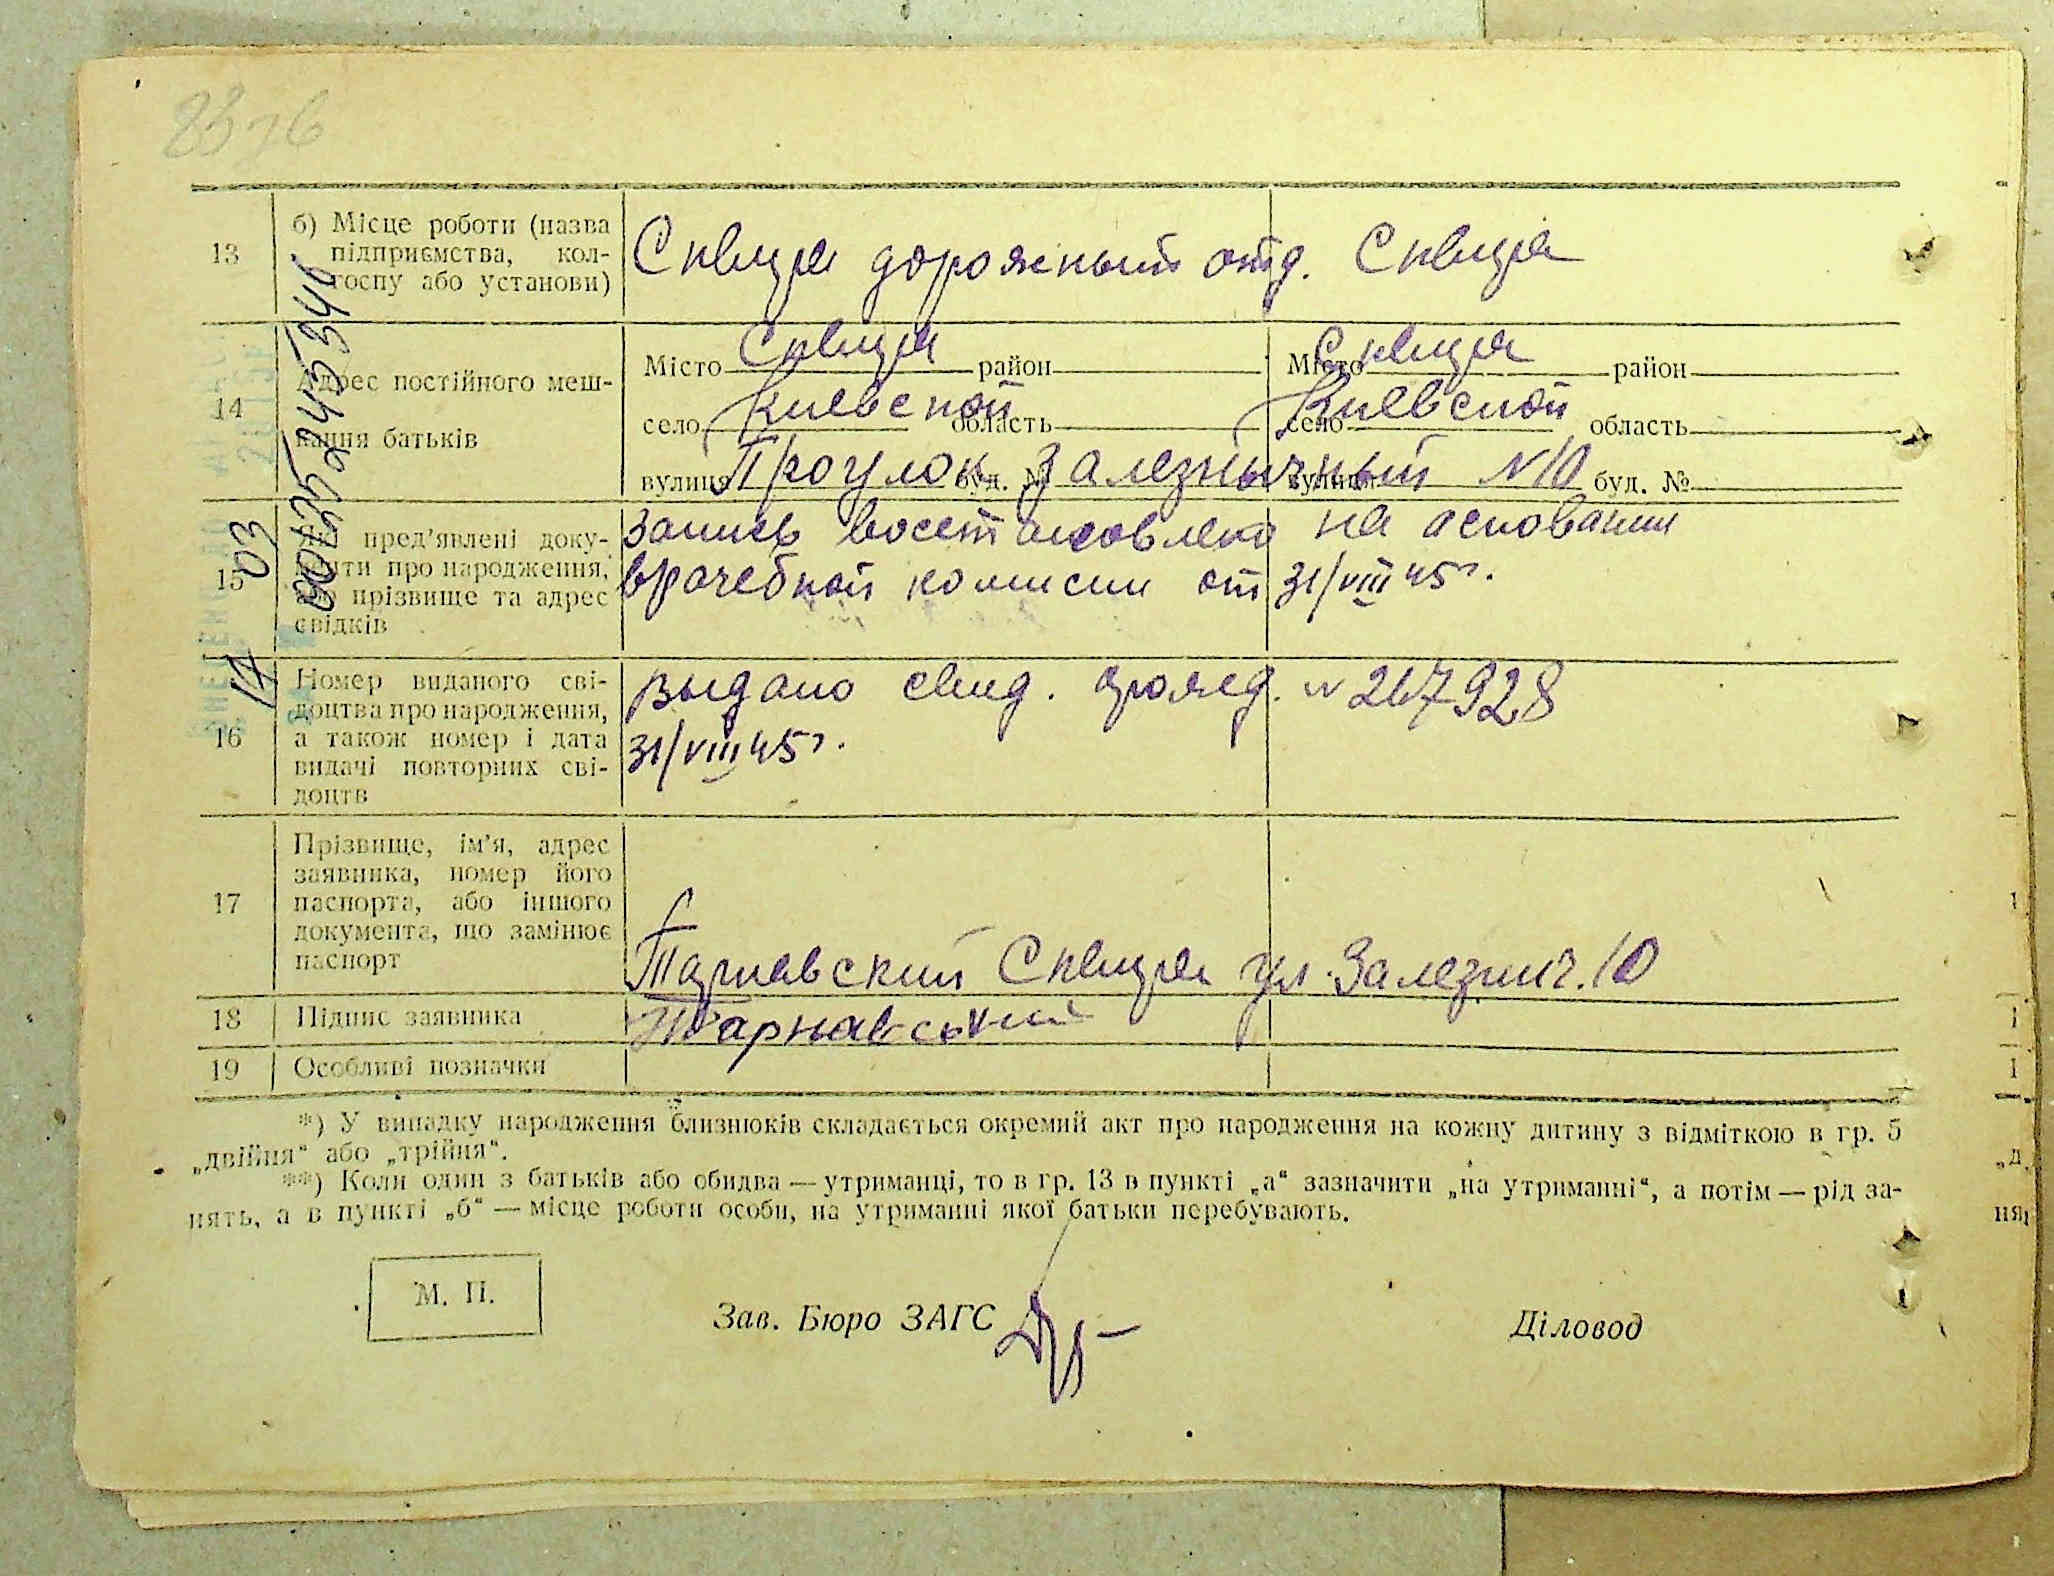 13
б) Місце роботи (назва
підприємства, кол-
госпу або установи)
Сквира дорожный отд. Сквира
14
Адрес постійного меш-
кання батьків
Місто Сквира район
село Киевской область
Місто Сквира район
село Киевской область
вулиця Проулок буд. № Зализнычный вулиця N10 буд. №
15
Які пред’явлені доку-
менти про народження,
або прізвище та адрес
свідків
Запись восстановлено на основании
врачебной комисии от 31/VIII 45 г.
16
Номер виданого сві-
доцтва про народження,
а також номер і дата
видачі повторних сві-
доцтв
Выдано свид. о рожд. N 267928
31/VIII 45 г.
17
Прізвище, ім’я, адрес
заявника, номер його
паспорта, або іншого
документа, що замінює
паспорт
Тарнавский Сквира ул. Зализнич. 10
18
Підпис заявника
Тарнавський
19
Особливі позначки
*) У випадку народження близнюків складається окремий акт про народження на кожну дитину з відміткою в гр. 5
„двійня“ або „трійня“.
**) Коли один з батьків або обидва — утриманці, то в гр. 13 в пункті „а“ зазначити „на утриманні“, а потім — рід за-
нять, а в пункті „б“ — місце роботи особи, на утриманні якої батьки перебувають.
М. П.
Зав. Бюро ЗАГС
Діловод